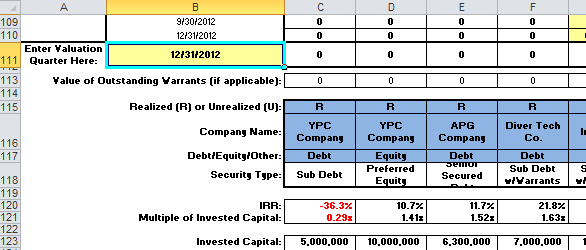 A B C D E F
109 9/30/2012 0 0 0 0
110 12/31/2012 0 0 0 0
Enter Valuation
111 Quarter Here: 12/31/2012 0 0 0 0
113 Value of Outstanding Warrants (if applicable): 0 0 0 0
114
115 Realized (R) or Unrealized (U): R R R R
116 Company Name: YPC Company YPC Company APG Company Diver Tech Co.
117 Debt/Equity/Other: Debt Equity Debt Debt
118 Security Type: Sub Debt Preferred Equity Senior Secured Sub Debt w/Warrants
119
120 IRR: -36.3% 10.7% 11.7% 21.8%
121 Multiple of Invested Capital: 0.29x 1.41x 1.52x 1.63x
122
123 Invested Capital: 5,000,000 10,000,000 6,300,000 7,000,000